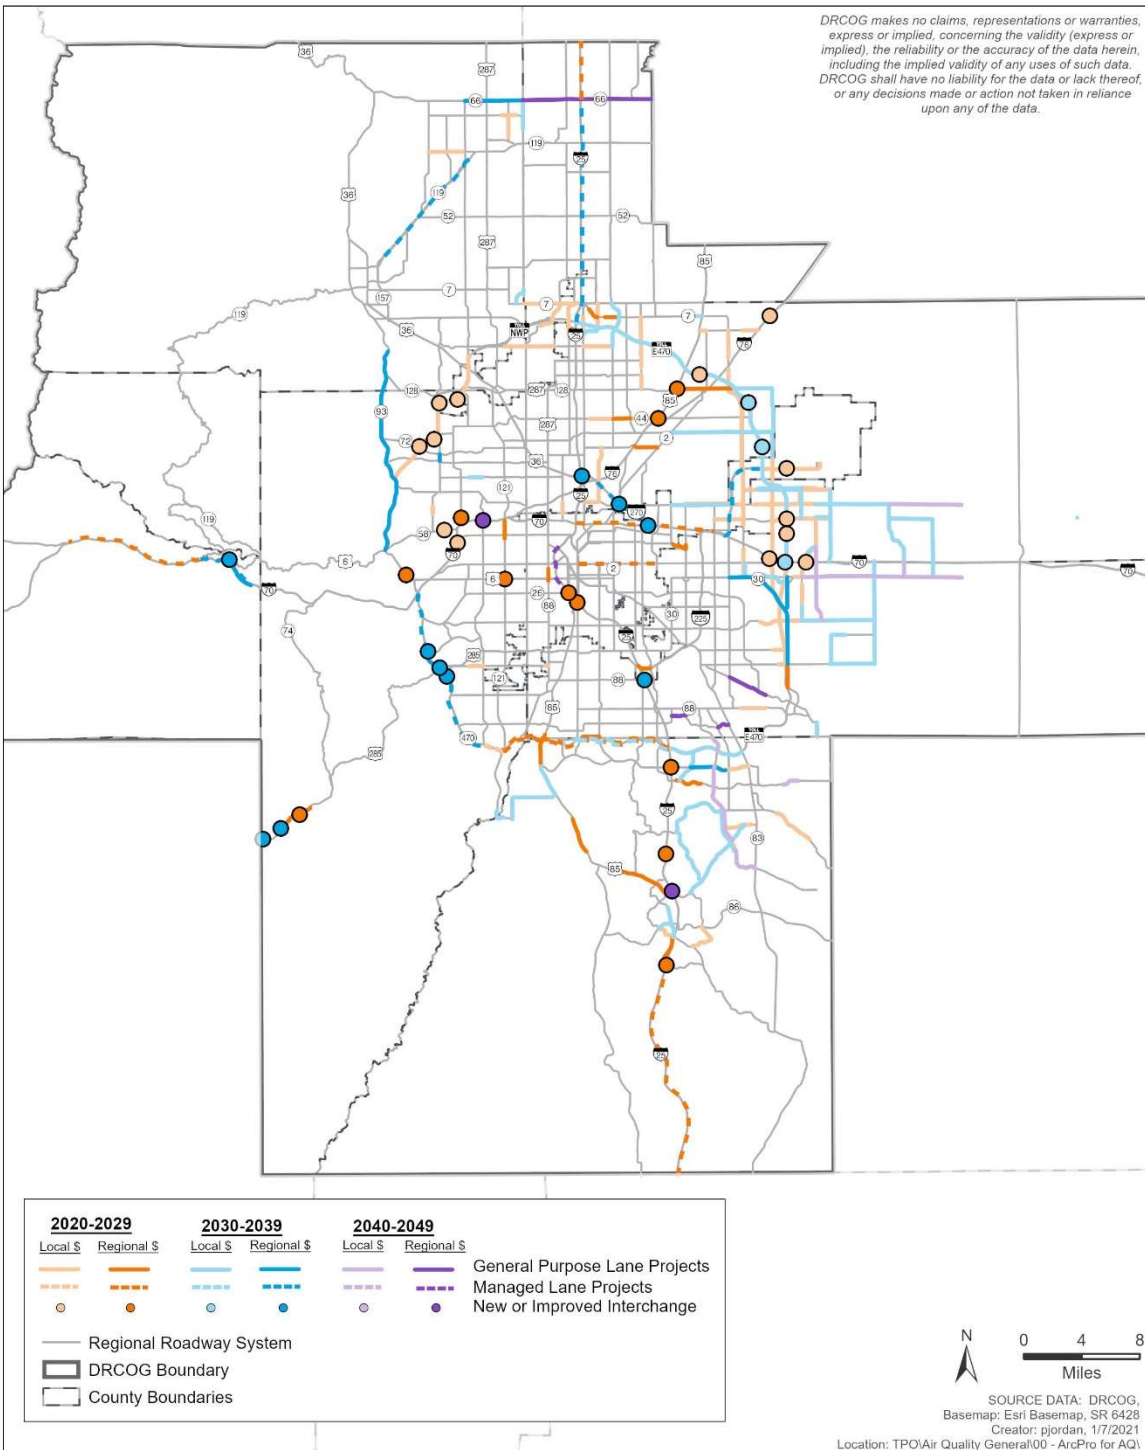 DRCOG makes no claims, representations or warranties,
express or implied, concerning the validity (express or
implied), the reliability or the accuracy of the data herein,
including the implied validity of any uses of such data.
DRCOG shall have no liability for the data or lack thereof,
or any decisions made or action not taken in reliance
upon any of the data.
36
287
66
66
119
25
36
119
52
52
287
85
157
7
7
119
36
TOLL
NWP
25
TOLL
E470
7
76
128
287
128
85
93
44
287
2
72
36
76
121
25
119
270
58
70
70
6
70
6
2
70
70
70
26
88
30
30
74
25
225
285
121
88
85
88
TOLL
E470
470
285
25
83
85
86
25
2020-2029
2030-2039
2040-2049
Local $
Regional $
Local $
Regional $
Local $
Regional $
General Purpose Lane Projects
Managed Lane Projects
New or Improved Interchange
Regional Roadway System
DRCOG Boundary
County Boundaries
N
0 4 8
Miles
SOURCE DATA: DRCOG,
Basemap: Esri Basemap, SR 6428
Creator: pjordan, 1/7/2021
Location: TPO\Air Quality General\00 - ArcPro for AQ\